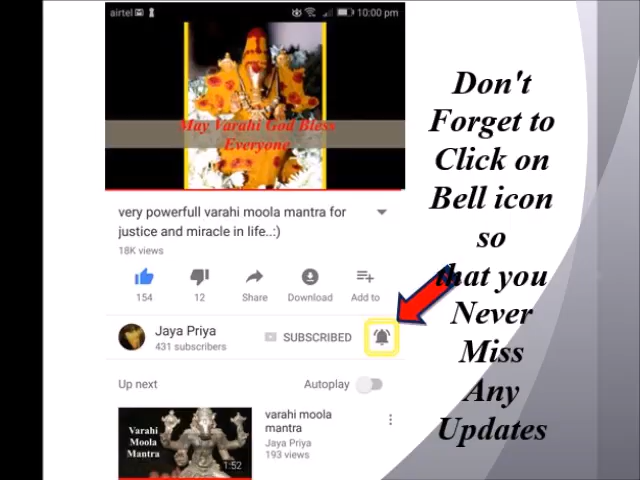 airtel
10:00 pm
May Varahi God Bless
Everyone
very powerfull varahi moola mantra for
justice and miracle in life..:)
18K views
154
12
Share
Download
Add to
Jaya Priya
431 subscribers
SUBSCRIBED
Up next
Autoplay
Varahi
Moola
Mantra
1:52
varahi moola
mantra
Jaya Priya
193 views
Don't
Forget to
Click on
Bell icon
so
that you
Never
Miss
Any
Updates